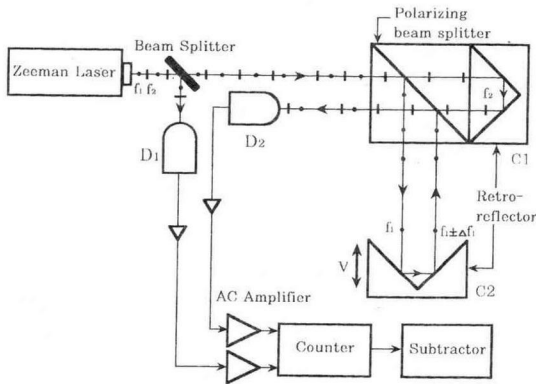 Polarizing
beam splitter
Beam Splitter
Zeeman Laser
f₁ f₂
f₂
D₂
D₁
C1
Retro-
reflector
f₁
f₁±Δf₁
V
C2
AC Amplifier
Counter
Subtractor